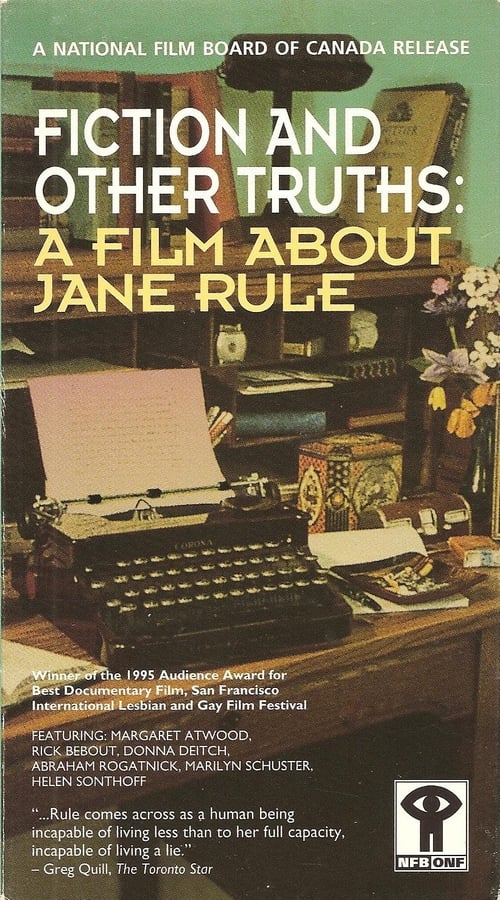 A NATIONAL FILM BOARD OF CANADA RELEASE
FICTION AND
OTHER TRUTHS:
A FILM ABOUT
JANE RULE
CORONA
Winner of the 1995 Audience Award for
Best Documentary Film, San Francisco
International Lesbian and Gay Film Festival
FEATURING: MARGARET ATWOOD,
RICK BEBOUT, DONNA DEITCH,
ABRAHAM ROGATNICK, MARILYN SCHUSTER,
HELEN SONTHOFF
“...Rule comes across as a human being
incapable of living less than to her full capacity,
incapable of living a lie.”
– Greg Quill, The Toronto Star
NFB ONF